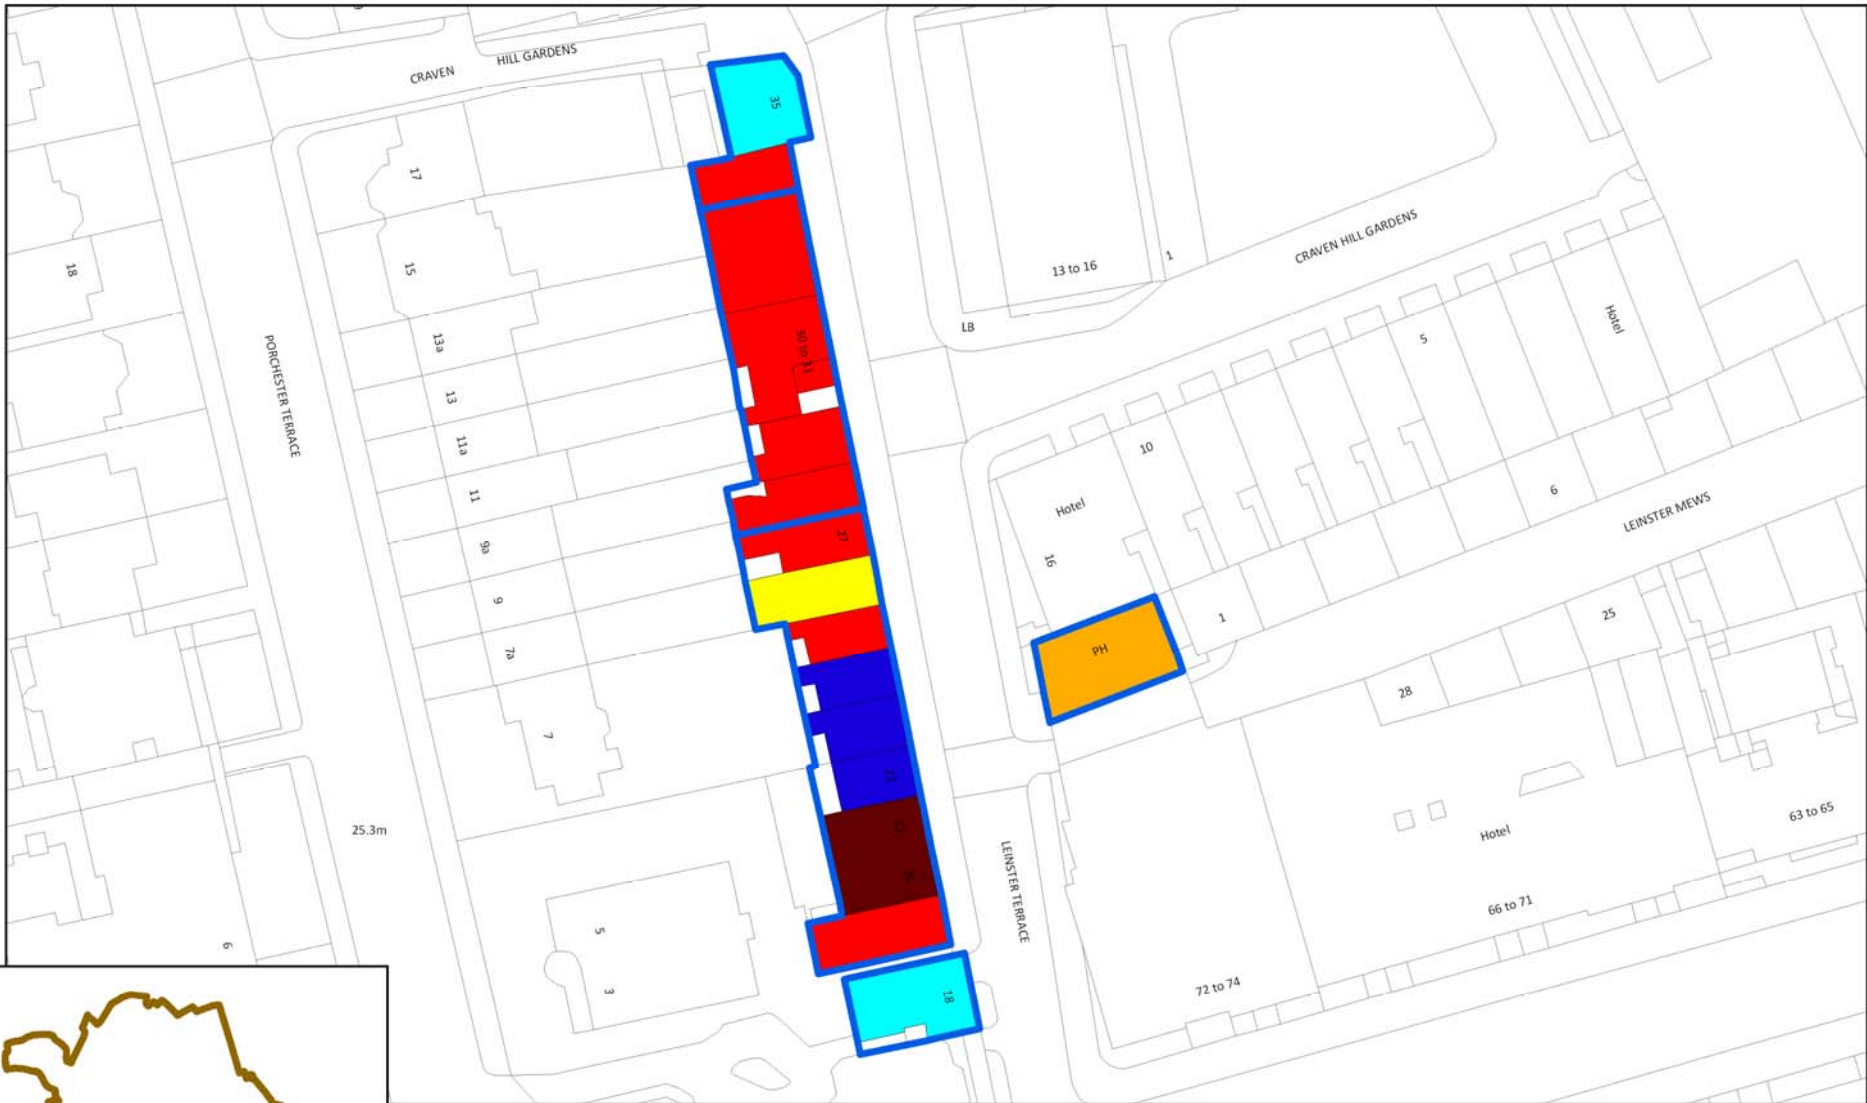 CRAVEN HILL GARDENS
35
17
18
15
CRAVEN HILL GARDENS
13 to 16
1
LB
PORCHESTER TERRACE
13a
30 to 31
5
Hotel
13
11a
10
11
Hotel
6
LEINSTER MEWS
27
9a
16
9
1
25
7a
PH
28
7
25.3m
63 to 65
Hotel
LEINSTER TERRACE
66 to 71
5
6
3
18
72 to 74